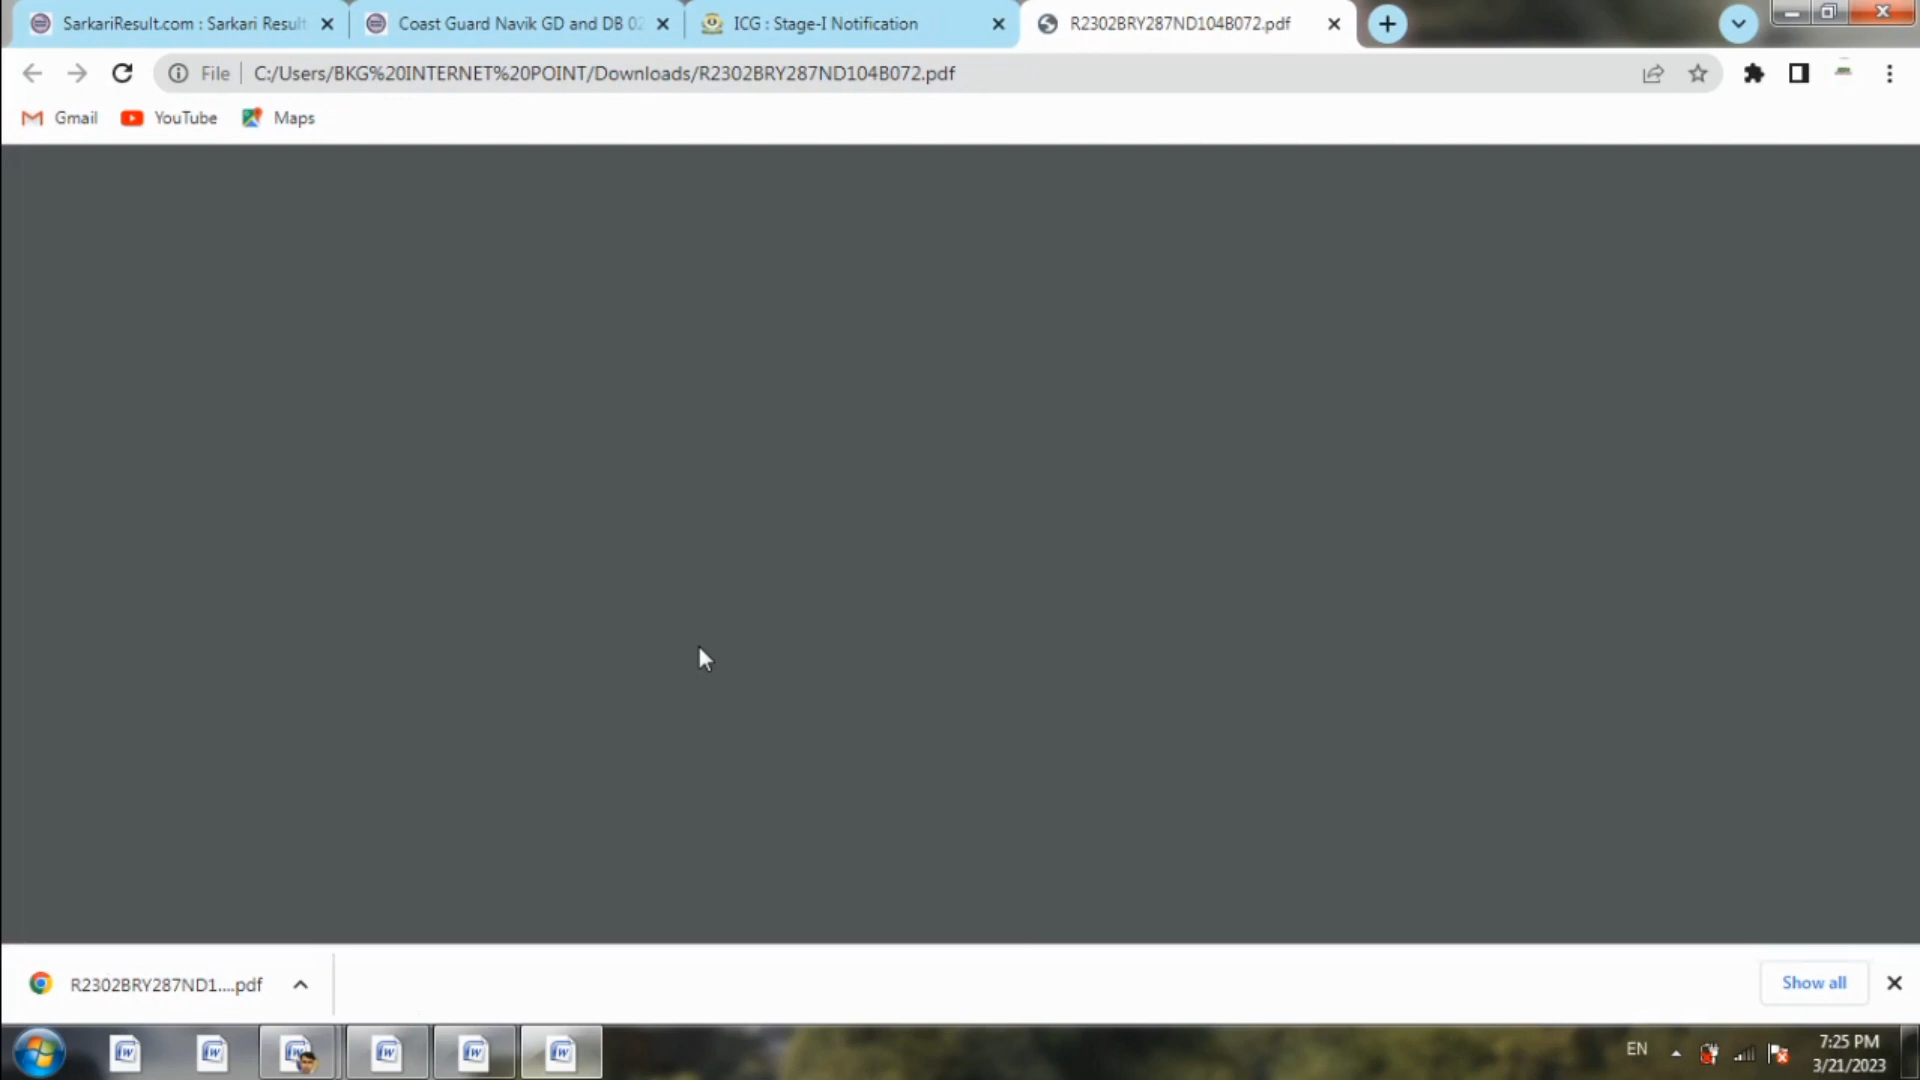 SarkariResult.com : Sarkari Result
Coast Guard Navik GD and DB 02
ICG : Stage-I Notification
R2302BRY287ND104B072.pdf
File
C:/Users/BKG%20INTERNET%20POINT/Downloads/R2302BRY287ND104B072.pdf
Gmail
YouTube
Maps
R2302BRY287ND1....pdf
Show all
EN
7:25 PM
3/21/2023